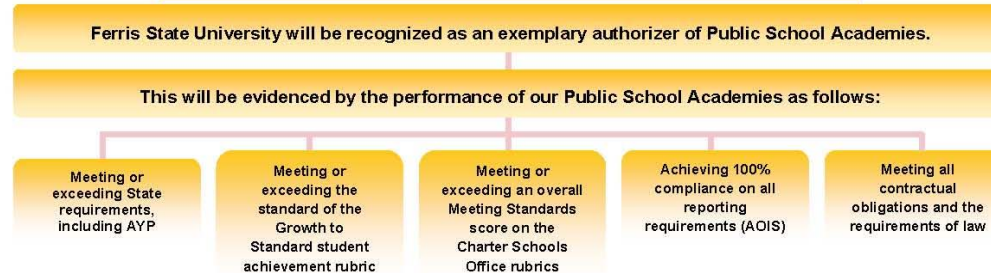 Ferris State University will be recognized as an exemplary authorizer of Public School Academies.
This will be evidenced by the performance of our Public School Academies as follows:
Meeting or
exceeding State
requirements,
including AYP
Meeting or
exceeding the
standard of the
Growth to
Standard student
achievement rubric
Meeting or
exceeding an overall
Meeting Standards
score on the
Charter Schools
Office rubrics
Achieving 100%
compliance on all
reporting
requirements (AOIS)
Meeting all
contractual
obligations and the
requirements of law